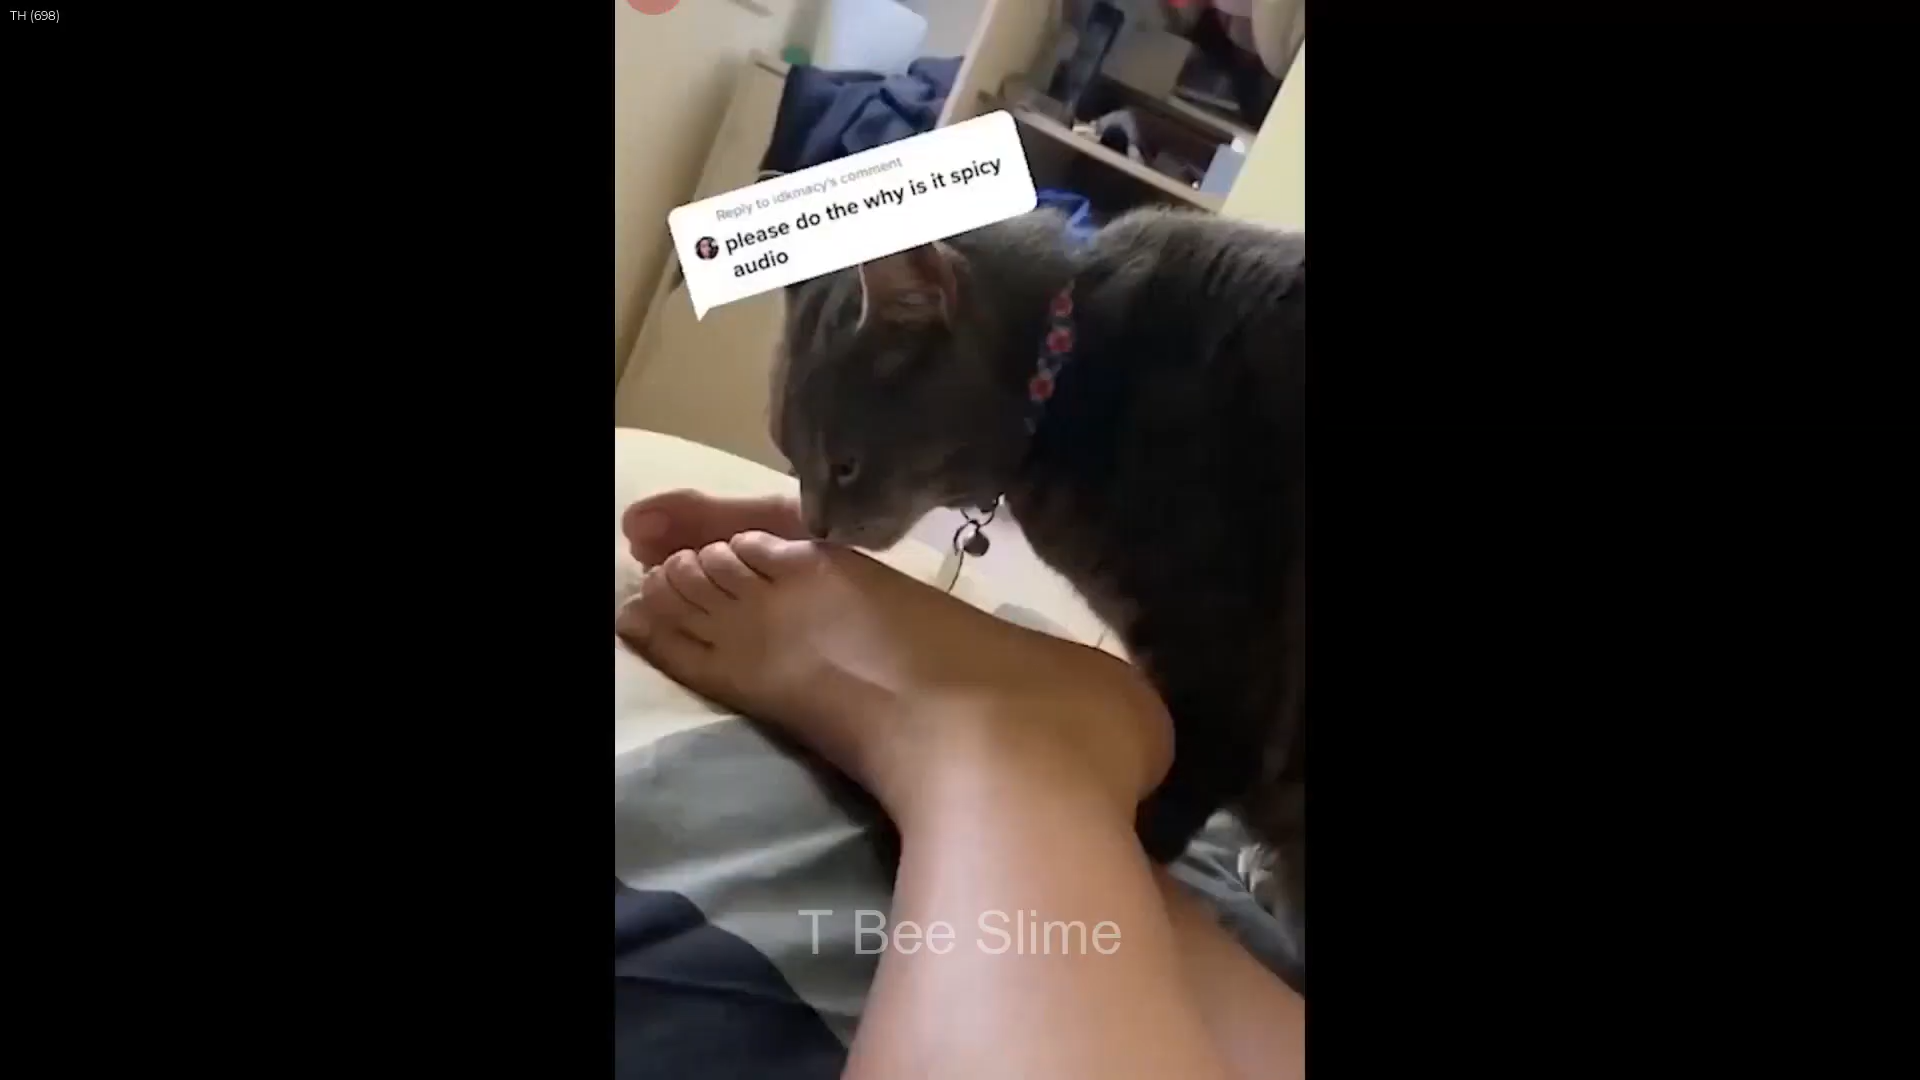 TH (698)
Reply to idkmacy's comment
please do the why is it spicy
audio
T Bee Slime